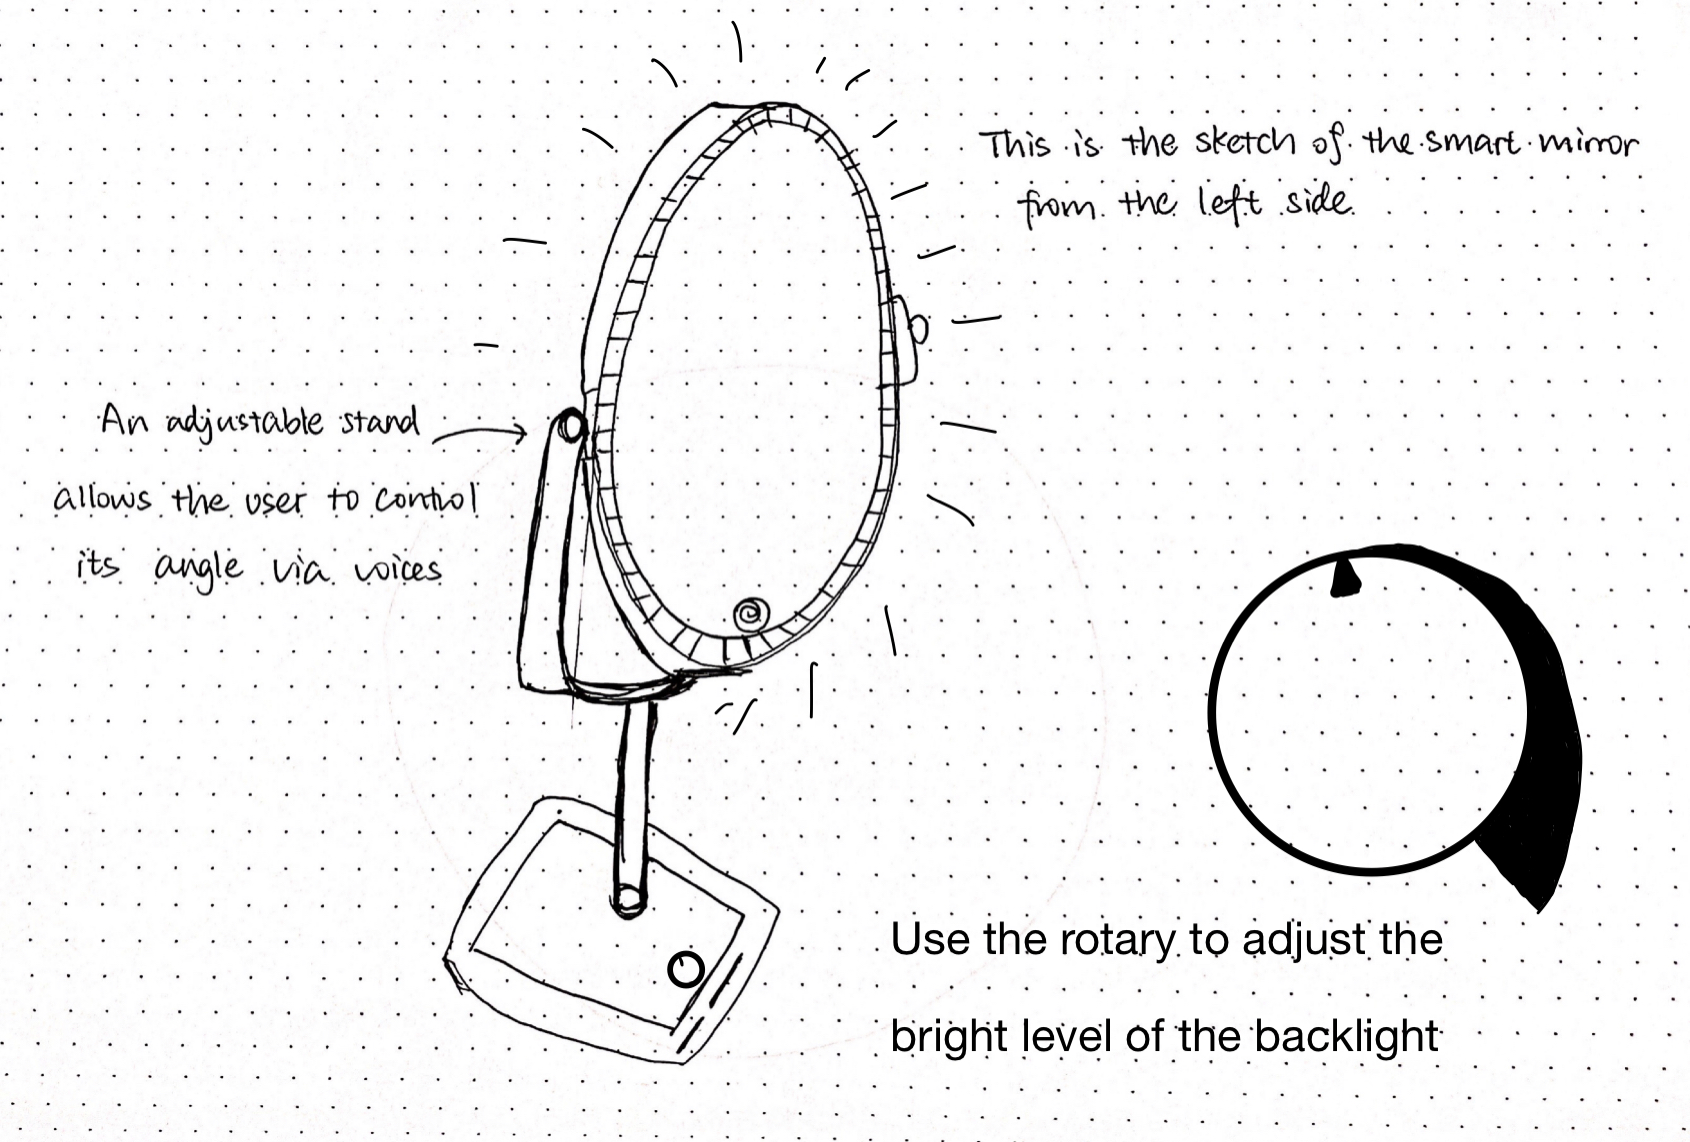 This is the sketch of the smart mirror
from the left side
An adjustable stand
allows the user to control
its angle via voices
Use the rotary to adjust the
bright level of the backlight